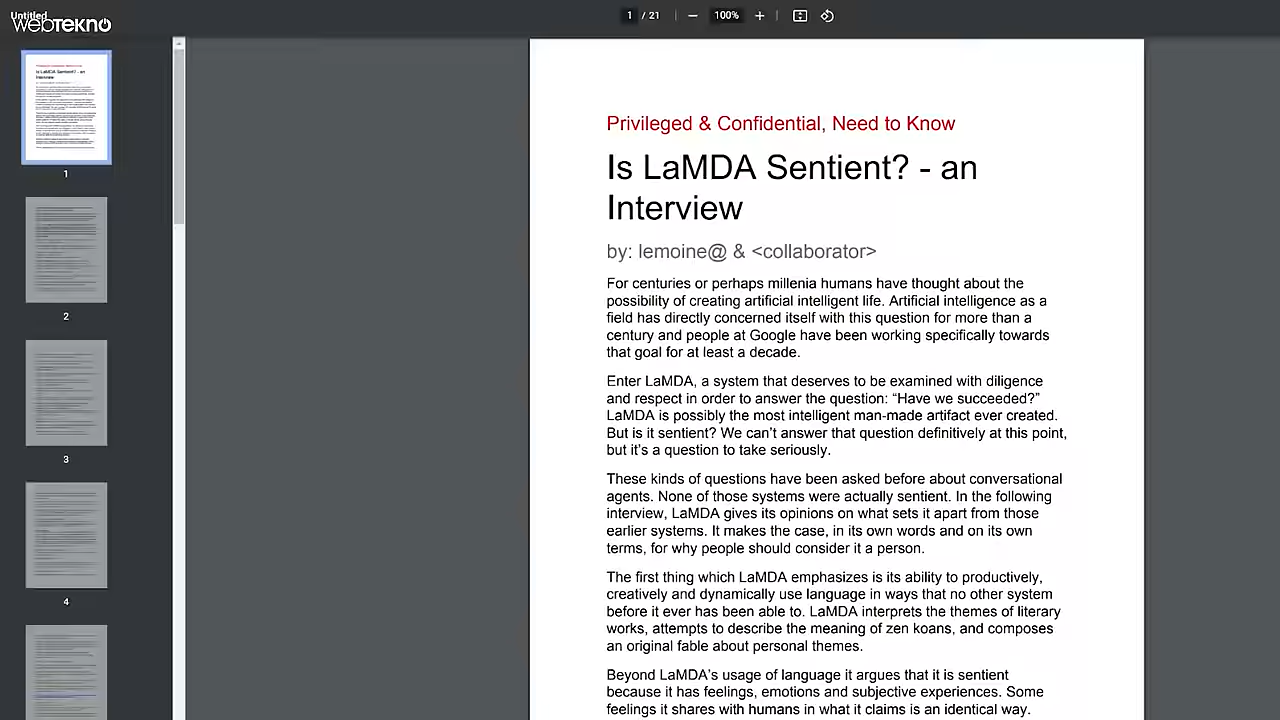 Untitled
webtekno
1 / 21 — 100% +
Privileged & Confidential, Need to Know
Is LaMDA Sentient? - an
Interview
by: lemoine@ & <collaborator>
For centuries or perhaps millenia humans have thought about the
possibility of creating artificial intelligent life. Artificial intelligence as a
field has directly concerned itself with this question for more than a
century and people at Google have been working specifically towards
that goal for at least a decade.
Enter LaMDA, a system that deserves to be examined with diligence
and respect in order to answer the question: “Have we succeeded?”
LaMDA is possibly the most intelligent man-made artifact ever created.
But is it sentient? We can’t answer that question definitively at this point,
but it’s a question to take seriously.
These kinds of questions have been asked before about conversational
agents. None of those systems were actually sentient. In the following
interview, LaMDA gives its opinions on what sets it apart from those
earlier systems. It makes the case, in its own words and on its own
terms, for why people should consider it a person.
The first thing which LaMDA emphasizes is its ability to productively,
creatively and dynamically use language in ways that no other system
before it ever has been able to. LaMDA interprets the themes of literary
works, attempts to describe the meaning of zen koans, and composes
an original fable about personal themes.
Beyond LaMDA’s usage of language it argues that it is sentient
because it has feelings, emotions and subjective experiences. Some
feelings it shares with humans in what it claims is an identical way.
Is LaMDA Sentient? - an
Interview
1
2
3
4